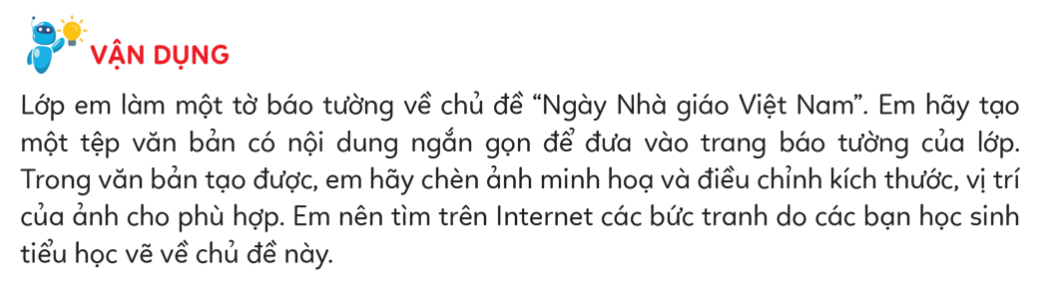 VẬN DỤNG
Lớp em làm một tờ báo tường về chủ đề “Ngày Nhà giáo Việt Nam”. Em hãy tạo
một tệp văn bản có nội dung ngắn gọn để đưa vào trang báo tường của lớp.
Trong văn bản tạo được, em hãy chèn ảnh minh hoạ và điều chỉnh kích thước, vị trí
của ảnh cho phù hợp. Em nên tìm trên Internet các bức tranh do các bạn học sinh
tiểu học vẽ về chủ đề này.